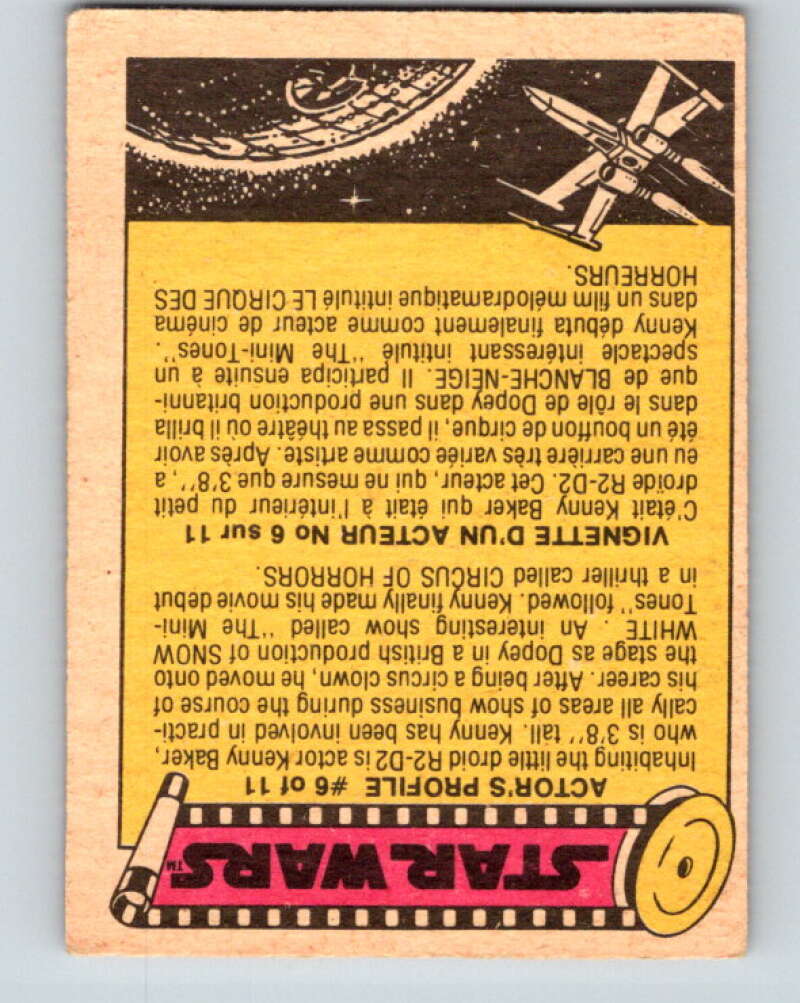 STAR WARS™
ACTOR'S PROFILE #6 of 11
Inhabiting the little droid R2-D2 is actor Kenny Baker,
who is 3'8'' tall. Kenny has been involved in practi-
cally all areas of show business during the course of
his career. After being a circus clown, he moved onto
the stage as Dopey in a British production of SNOW
WHITE . An interesting show called "The Mini-
Tones" followed. Kenny finally made his movie debut
in a thriller called CIRCUS OF HORRORS.
VIGNETTE D'UN ACTEUR No 6 sur 11
C'était Kenny Baker qui était à l'intérieur du petit
droïde R2-D2. Cet acteur, qui ne mesure que 3'8'', a
eu une carrière très variée comme artiste. Après avoir
été un bouffon de cirque, il passa au théâtre où il brilla
dans le rôle de Dopey dans une production britanni-
que de BLANCHE-NEIGE. Il participa ensuite à un
spectacle intéressant intitulé "The Mini-Tones".
Kenny débuta finalement comme acteur de cinéma
dans un film mélodramatique intitulé LE CIRQUE DES
HORREURS.